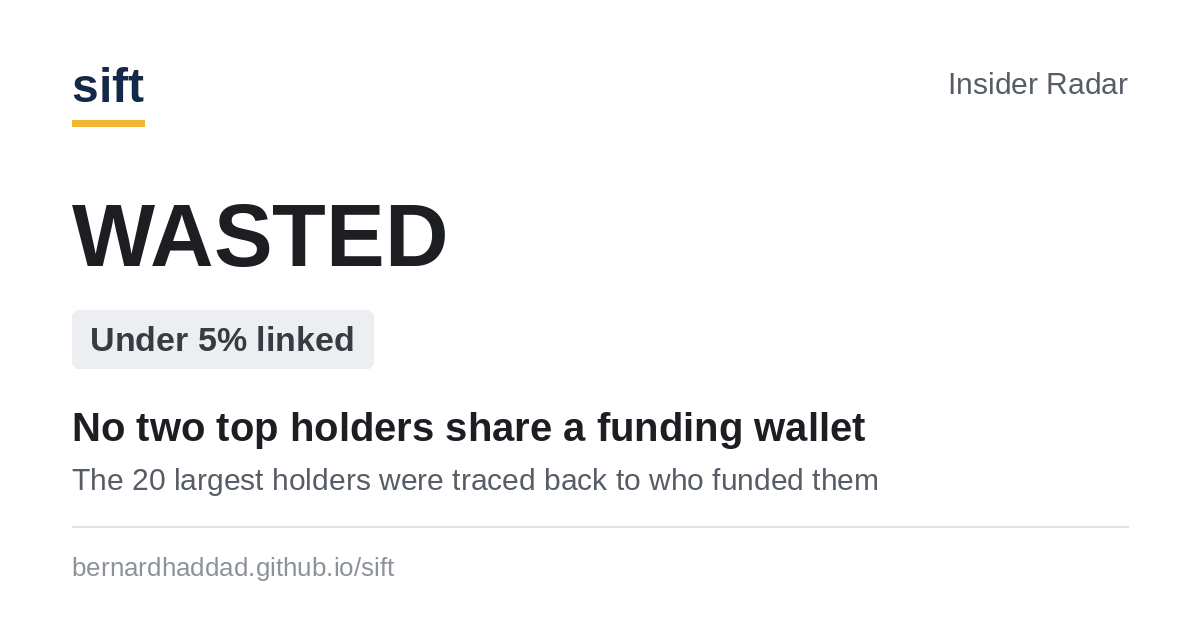 sift
Insider Radar
WASTED
Under 5% linked
No two top holders share a funding wallet
The 20 largest holders were traced back to who funded them
bernardhaddad.github.io/sift